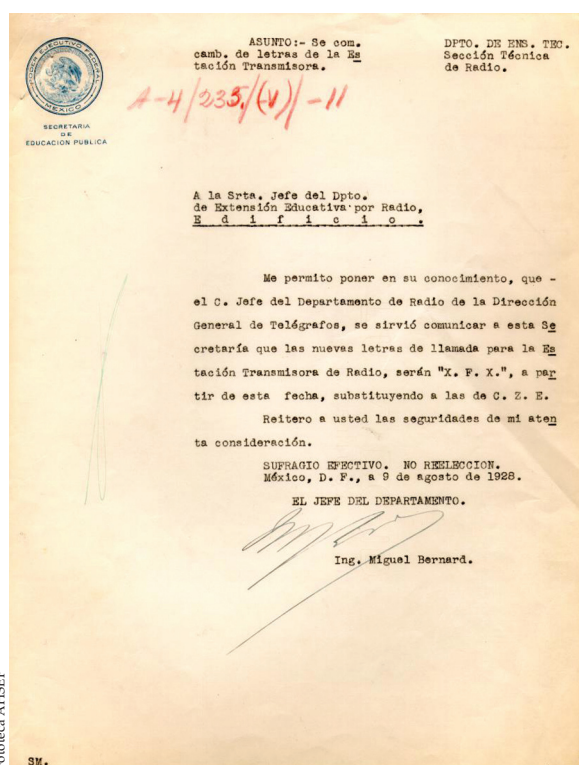 PODER EJECUTIVO FEDERAL
MEXICO
SECRETARIA
DE
EDUCACION PUBLICA
ASUNTO:- Se com.
camb. de letras de la Es
tación Transmisora.
DPTO. DE ENS. TEC.
Sección Técnica
de Radio.
A-4/235/(V)/-11
A la Srta. Jefe del Dpto.
de Extensión Educativa por Radio,
E d i f i c i o .
Me permito poner en su conocimiento, que -
el C. Jefe del Departamento de Radio de la Dirección
General de Telégrafos, se sirvió comunicar a esta Se
cretaría que las nuevas letras de llamada para la Es
tación Transmisora de Radio, serán "X. F. X.", a par
tir de esta fecha, substituyendo a las de C. Z. E.
Reitero a usted las seguridades de mi aten
ta consideración.
SUFRAGIO EFECTIVO. NO REELECCION.
México, D. F., a 9 de agosto de 1928.
EL JEFE DEL DEPARTAMENTO.
Ing. Miguel Bernard.
SM.